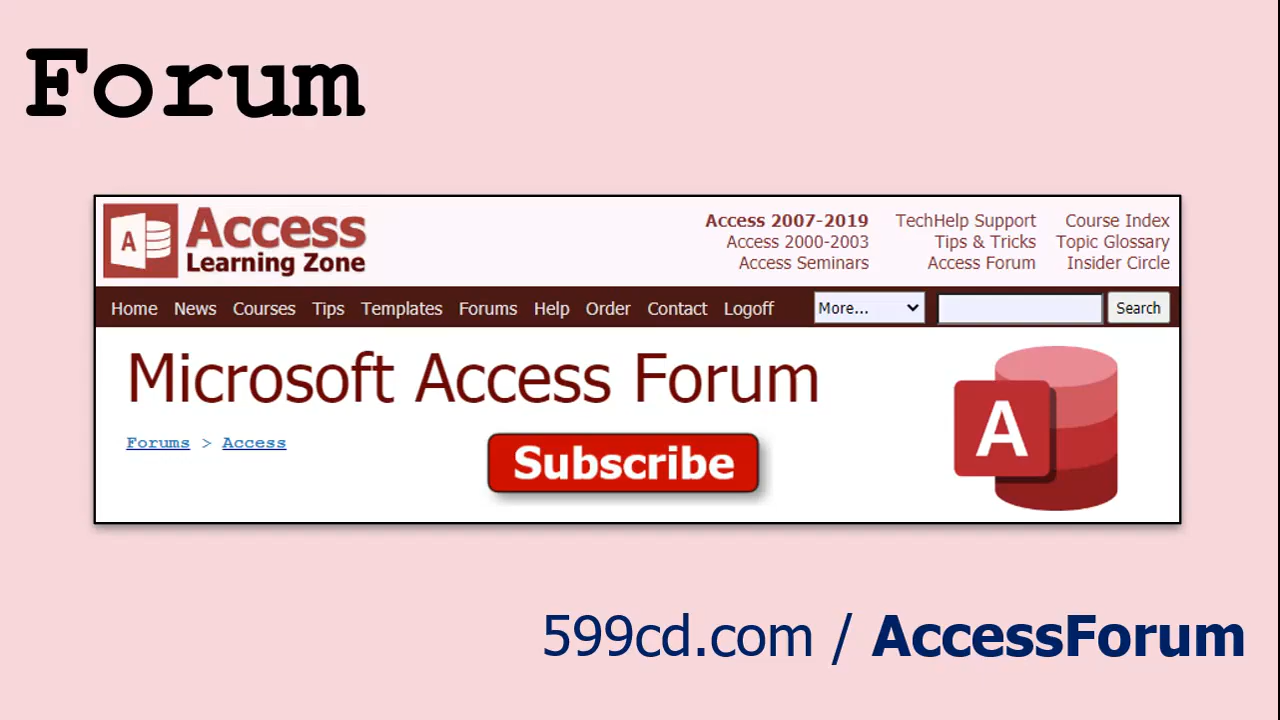 Forum
A
Access
Learning Zone
Access 2007-2019 TechHelp Support Course Index
Access 2000-2003 Tips & Tricks Topic Glossary
Access Seminars Access Forum Insider Circle
Home News Courses Tips Templates Forums Help Order Contact Logoff More... Search
Microsoft Access Forum
A
Forums > Access
Subscribe
599cd.com / AccessForum